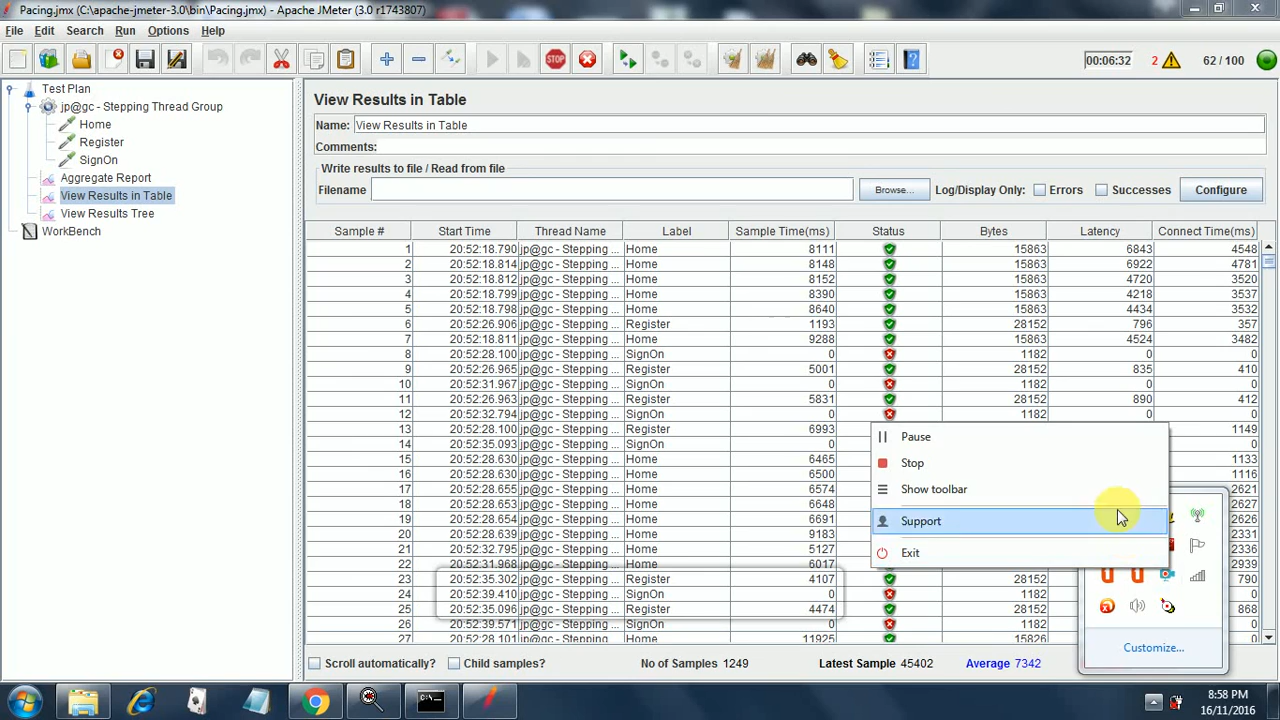 Pacing.jmx (C:\apache-jmeter-3.0\bin\Pacing.jmx) - Apache JMeter (3.0 r1743807)
File Edit Search Run Options Help
STOP 00:06:32 2 62 / 100
Test Plan
jp@gc - Stepping Thread Group
Home
Register
SignOn
Aggregate Report
View Results in Table
View Results Tree
WorkBench
View Results in Table
Name: View Results in Table
Comments:
Write results to file / Read from file
Filename Browse... Log/Display Only: Errors Successes Configure
Sample # Start Time Thread Name Label Sample Time(ms) Status Bytes Latency Connect Time(ms)
1 20:52:18.790 jp@gc - Stepping ... Home 8111 15863 6843 4548
2 20:52:18.814 jp@gc - Stepping ... Home 8148 15863 6922 4781
3 20:52:18.812 jp@gc - Stepping ... Home 8152 15863 4720 3520
4 20:52:18.799 jp@gc - Stepping ... Home 8390 15863 4218 3537
5 20:52:18.798 jp@gc - Stepping ... Home 8640 15863 4434 3532
6 20:52:26.906 jp@gc - Stepping ... Register 1193 28152 796 357
7 20:52:18.811 jp@gc - Stepping ... Home 9288 15863 4524 3482
8 20:52:28.100 jp@gc - Stepping ... SignOn 0 1182 0 0
9 20:52:26.965 jp@gc - Stepping ... Register 5001 28152 835 410
10 20:52:31.967 jp@gc - Stepping ... SignOn 0 1182 0 0
11 20:52:26.963 jp@gc - Stepping ... Register 5831 28152 890 412
12 20:52:32.794 jp@gc - Stepping ... SignOn 0 1182 0 0
13 20:52:28.100 jp@gc - Stepping ... Register 6993 1149
14 20:52:35.093 jp@gc - Stepping ... SignOn 0 0
15 20:52:28.630 jp@gc - Stepping ... Home 6465 1133
16 20:52:28.630 jp@gc - Stepping ... Home 6500 1116
17 20:52:28.655 jp@gc - Stepping ... Home 6574 2621
18 20:52:28.653 jp@gc - Stepping ... Home 6648
19 20:52:28.630 jp@gc - Stepping ... Home 6691
20 20:52:28.630 jp@gc - Stepping ... Home 9183
21 20:52:32.795 jp@gc - Stepping ... Home 5127
22 20:52:31.968 jp@gc - Stepping ... Home 6017 2939
23 20:52:35.302 jp@gc - Stepping ... Register 4107 28152 790
24 20:52:39.410 jp@gc - Stepping ... SignOn 0 1182 0
25 20:52:35.096 jp@gc - Stepping ... Register 4474 28152 868
26 20:52:39.571 jp@gc - Stepping ... SignOn 0 1182 0
27 20:52:28.101 jp@gc - Stepping ... Home 11925 15826
Pause
Stop
Show toolbar
Support
Exit
Customize...
Scroll automatically? Child samples? No of Samples 1249 Latest Sample 45402 Average 7342
8:58 PM
16/11/2016